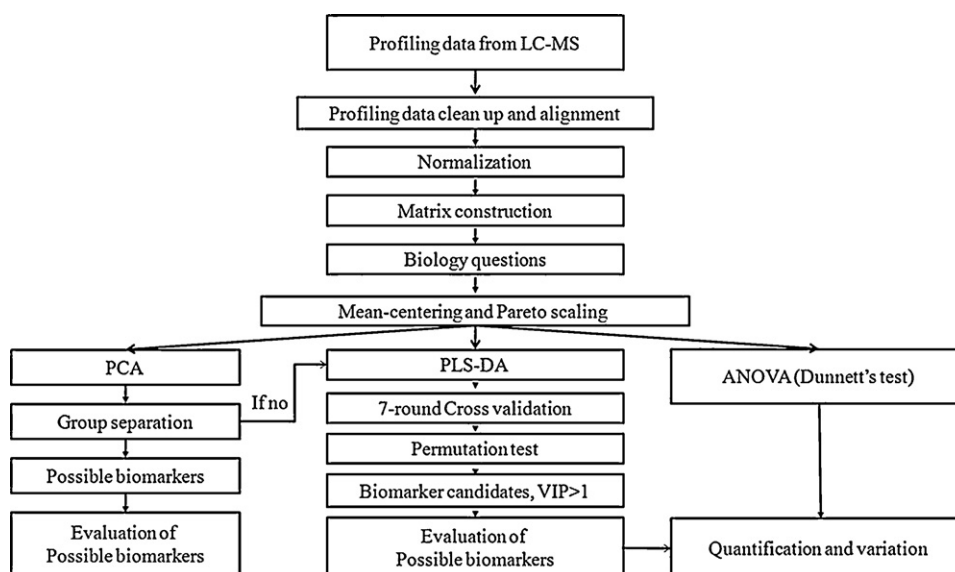 Profiling data from LC-MS
Profiling data clean up and alignment
Normalization
Matrix construction
Biology questions
Mean-centering and Pareto scaling
PCA
Group separation
Possible biomarkers
Evaluation of
Possible biomarkers
If no
PLS-DA
7-round Cross validation
Permutation test
Biomarker candidates, VIP>1
Evaluation of
Possible biomarkers
ANOVA (Dunnett's test)
Quantification and variation